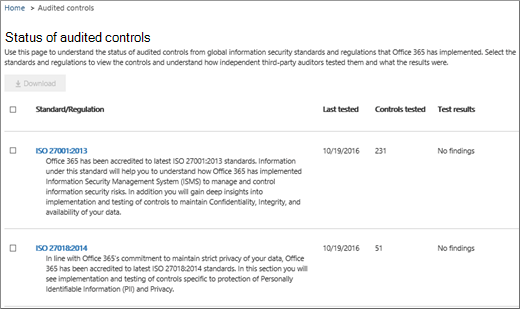 Home > Audited controls
Status of audited controls
Use this page to understand the status of audited controls from global information security standards and regulations that Office 365 has implemented. Select the
standards and regulations to view the controls and understand how independent third-party auditors tested them and what the results were.
Download
Standard/Regulation Last tested Controls tested Test results
ISO 27001:2013 10/19/2016 231 No findings
Office 365 has been accredited to latest ISO 27001:2013 standards. Information
under this standard will help you to understand how Office 365 has implemented
Information Security Management System (ISMS) to manage and control
information security risks. In addition you will gain deep insights into
implementation and testing of controls to maintain Confidentiality, Integrity, and
availability of your data.
ISO 27018:2014 10/19/2016 51 No findings
In line with Office 365's commitment to maintain strict privacy of your data, Office
365 has been accredited to latest ISO 27018:2014 standards. In this section you will
see implementation and testing of controls specific to protection of Personally
Identifiable Information (PII) and Privacy.